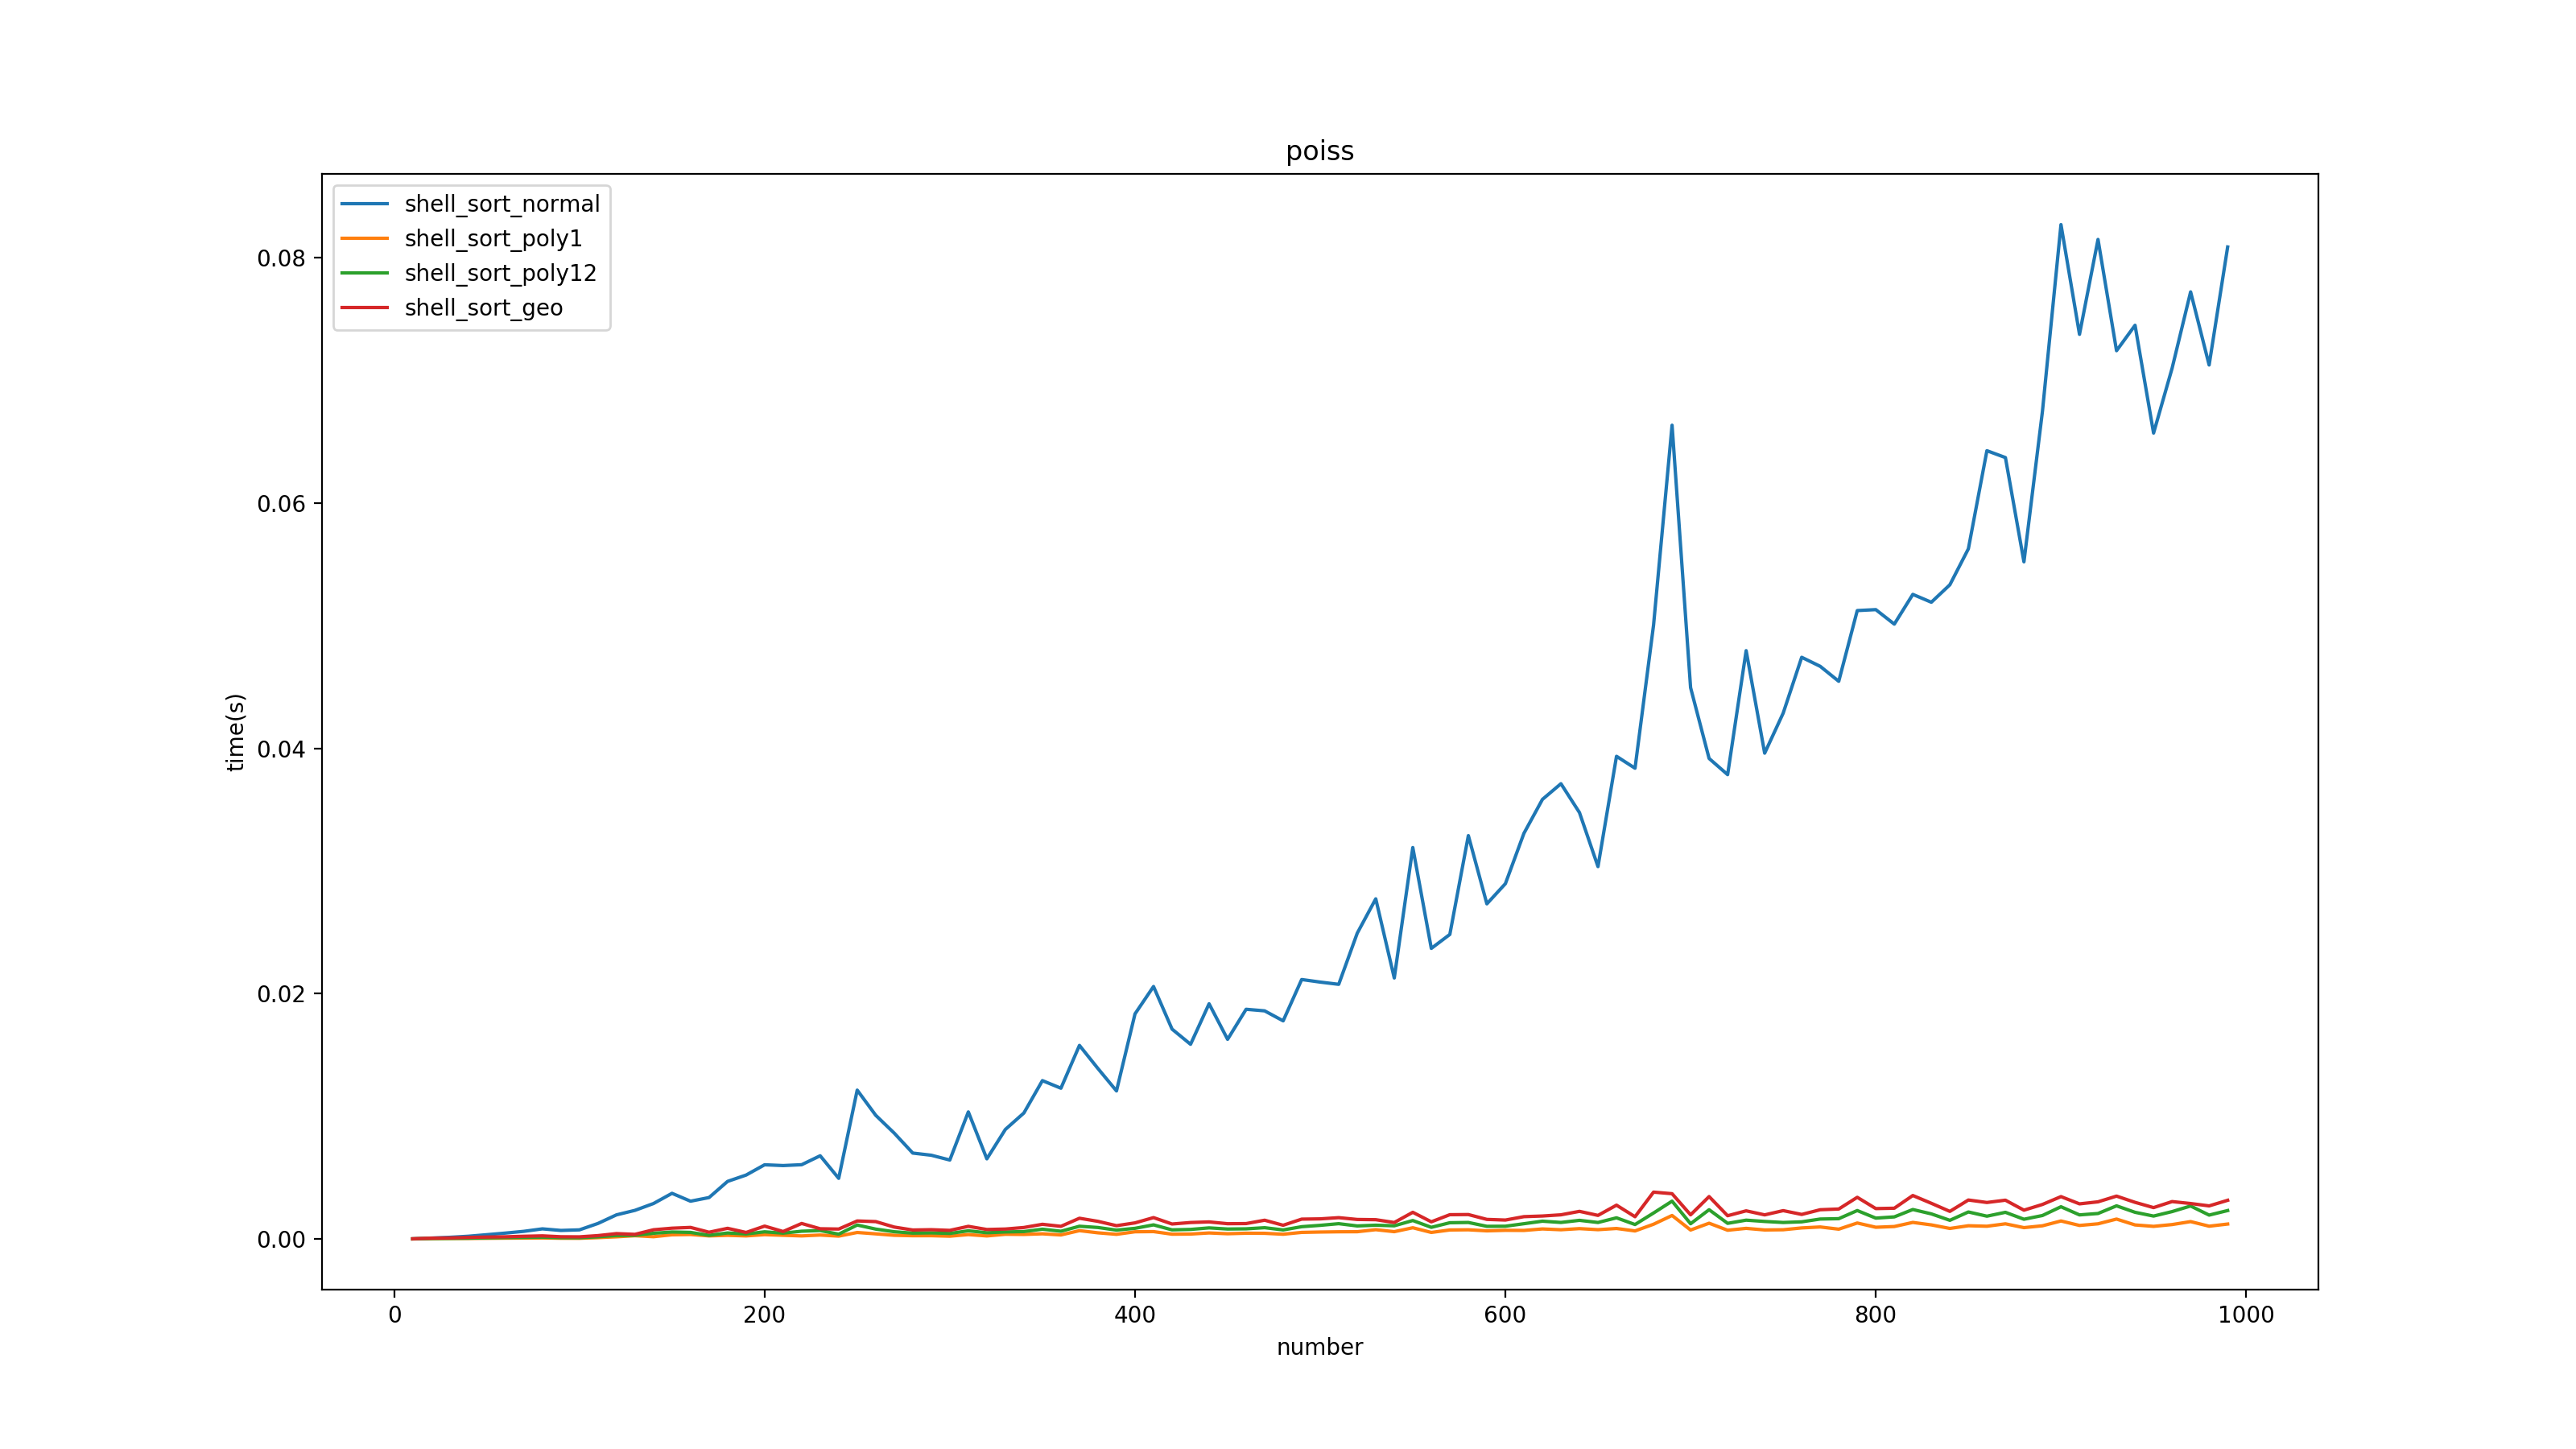 poiss
shell_sort_normal
shell_sort_poly1
shell_sort_poly12
shell_sort_geo
0.08
0.06
0.04
0.02
0.00
time(s)
0 200 400 600 800 1000
number